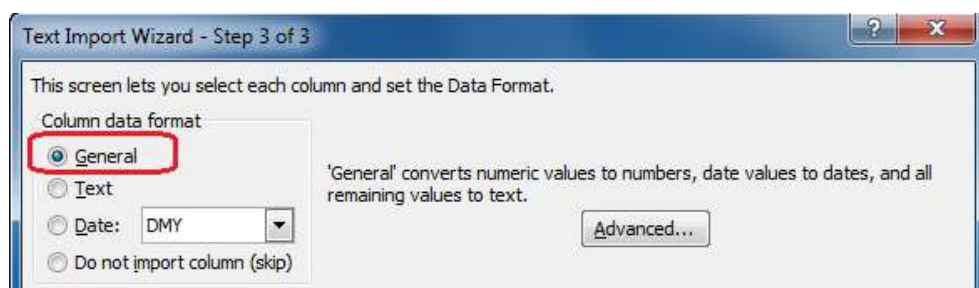 Text Import Wizard - Step 3 of 3
?
This screen lets you select each column and set the Data Format.
Column data format
General
Text
Date: DMY
Do not import column (skip)
'General' converts numeric values to numbers, date values to dates, and all
remaining values to text.
Advanced...